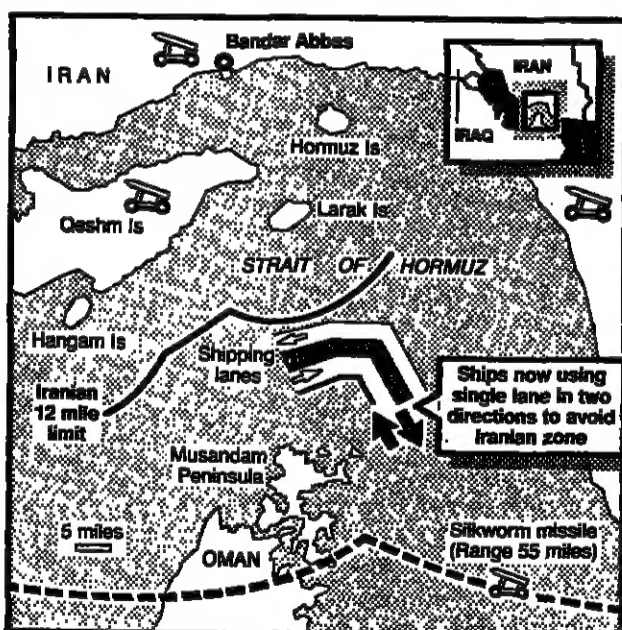 Bandar Abbas
IRAN
IRAN
IRAQ
Hormuz Is
Qeshm Is
Larak Is
STRAIT OF HORMUZ
Hangam Is
Shipping
lanes
Iranian
12 mile
limit
Ships now using
single lane in two
directions to avoid
Iranian zone
Musandam
Peninsula
5 miles
OMAN
Silkworm missile
(Range 55 miles)